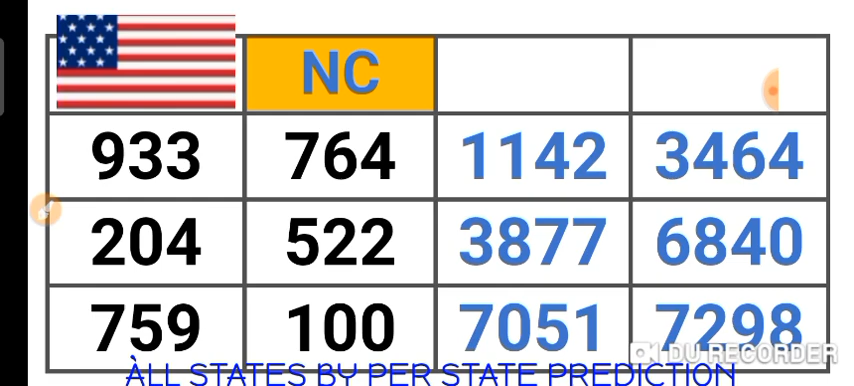 NC
933 764 1142 3464
204 522 3877 6840
759 100 7051 7298
DU RECORDER
ÀLL STATES BY PER STATE PREDICTION